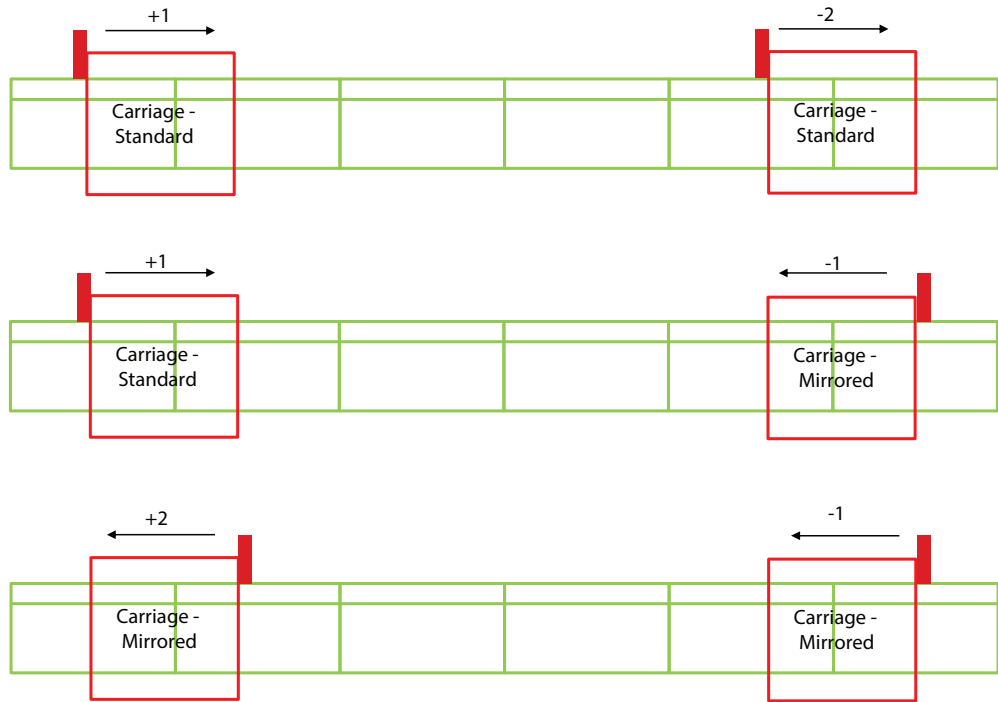 +1
-2
Carriage -
Standard
Carriage -
Standard
+1
-1
Carriage -
Standard
Carriage -
Mirrored
+2
-1
Carriage -
Mirrored
Carriage -
Mirrored